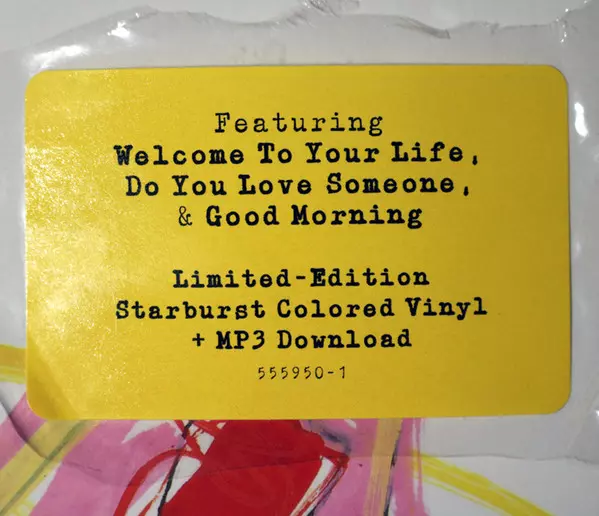 Featuring
Welcome To Your Life,
Do You Love Someone,
& Good Morning
Limited-Edition
Starburst Colored Vinyl
+ MP3 Download
555950-1